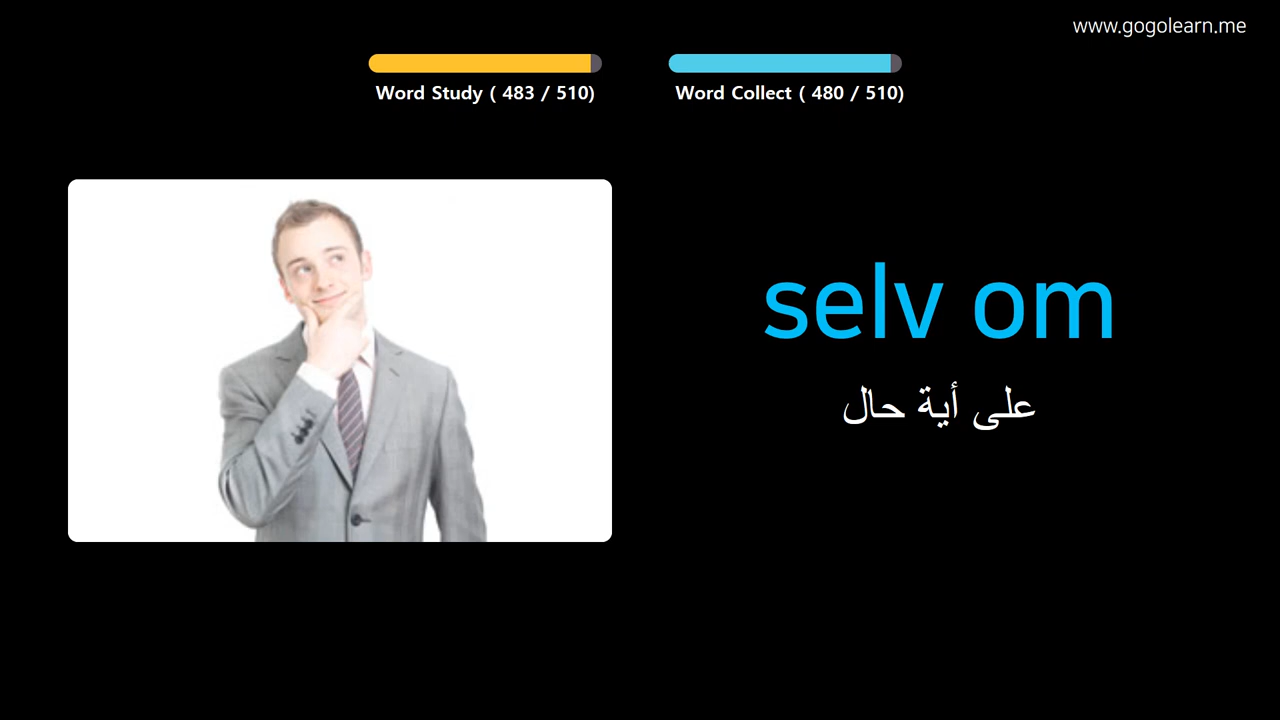 www.gogolearn.me
Word Study ( 483 / 510)
Word Collect ( 480 / 510)
selv om
على أية حال